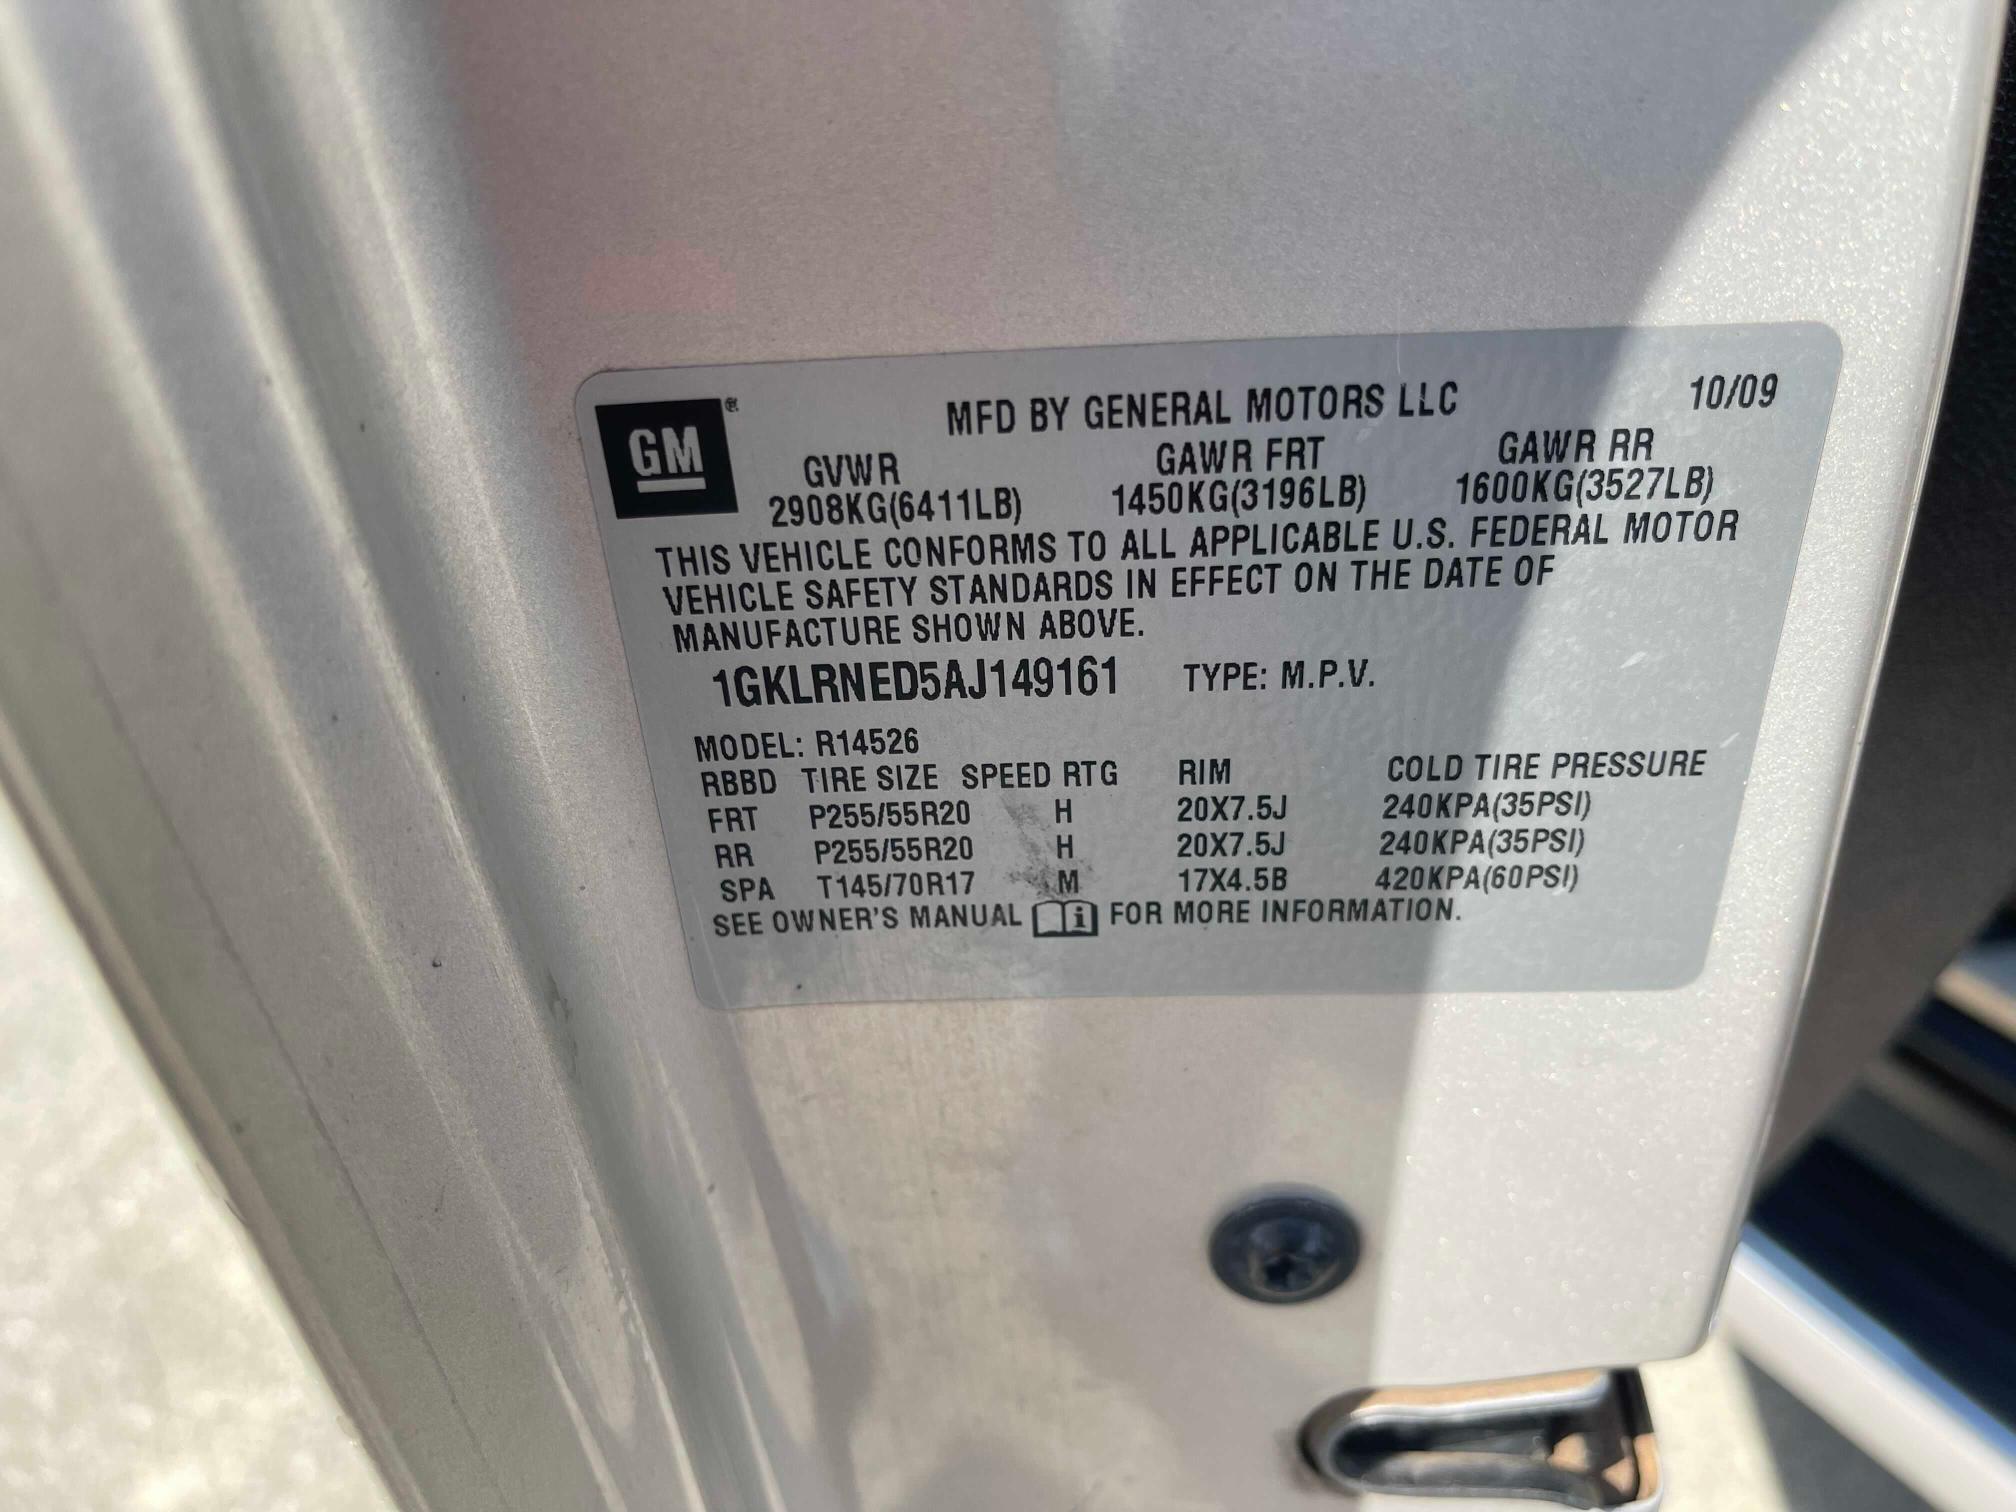 GM ®
MFD BY GENERAL MOTORS LLC 10/09
GVWR GAWR FRT GAWR RR
2908KG(6411LB) 1450KG(3196LB) 1600KG(3527LB)
THIS VEHICLE CONFORMS TO ALL APPLICABLE U.S. FEDERAL MOTOR
VEHICLE SAFETY STANDARDS IN EFFECT ON THE DATE OF
MANUFACTURE SHOWN ABOVE.
1GKLRNED5AJ149161 TYPE: M.P.V.
MODEL: R14526
RBBD TIRE SIZE SPEED RTG RIM COLD TIRE PRESSURE
FRT P255/55R20 H 20X7.5J 240KPA(35PSI)
RR P255/55R20 H 20X7.5J 240KPA(35PSI)
SPA T145/70R17 M 17X4.5B 420KPA(60PSI)
SEE OWNER'S MANUAL i FOR MORE INFORMATION.